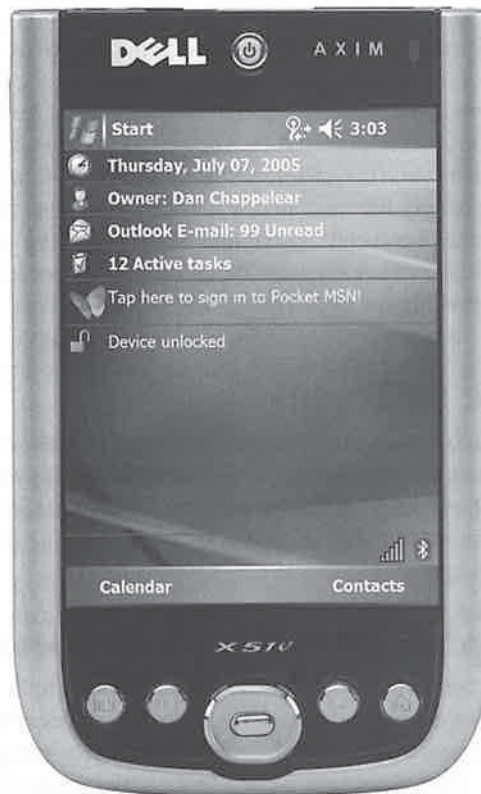 DELL AXIM
Start 3:03
Thursday, July 07, 2005
Owner: Dan Chappelear
Outlook E-mail: 99 Unread
12 Active tasks
Tap here to sign in to Pocket MSN!
Device unlocked
Calendar Contacts
X51v